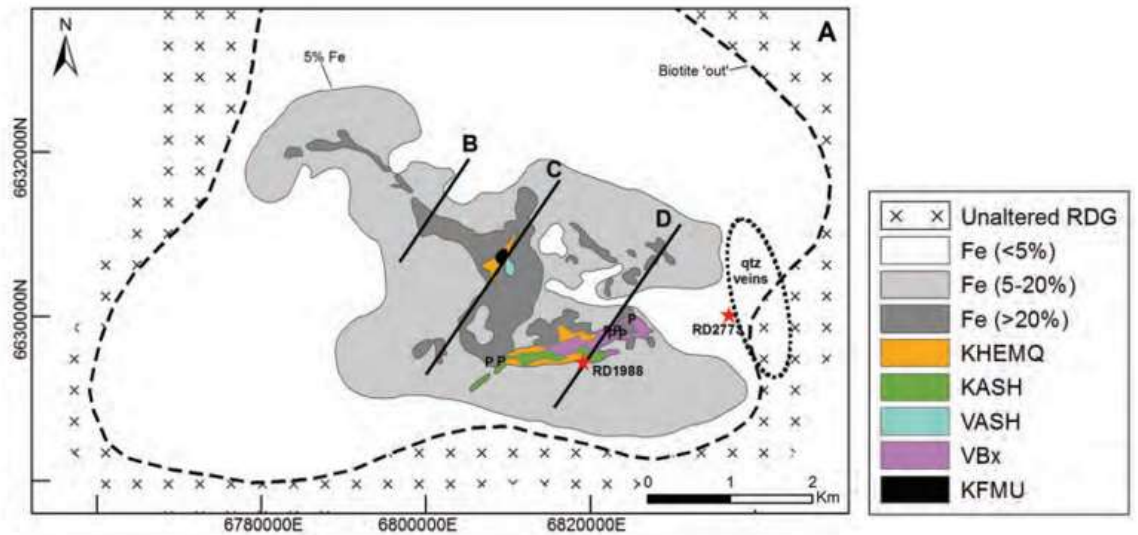 N
A
5% Fe
Biotite 'out'
6632000N
B
C
D
qtz
veins
6630000N
P
PPP
RD2773
P P
RD1988
0 1 2
Km
6780000E 6800000E 6820000E
× × Unaltered RDG
Fe (<5%)
Fe (5-20%)
Fe (>20%)
KHEMQ
KASH
VASH
VBx
KFMU